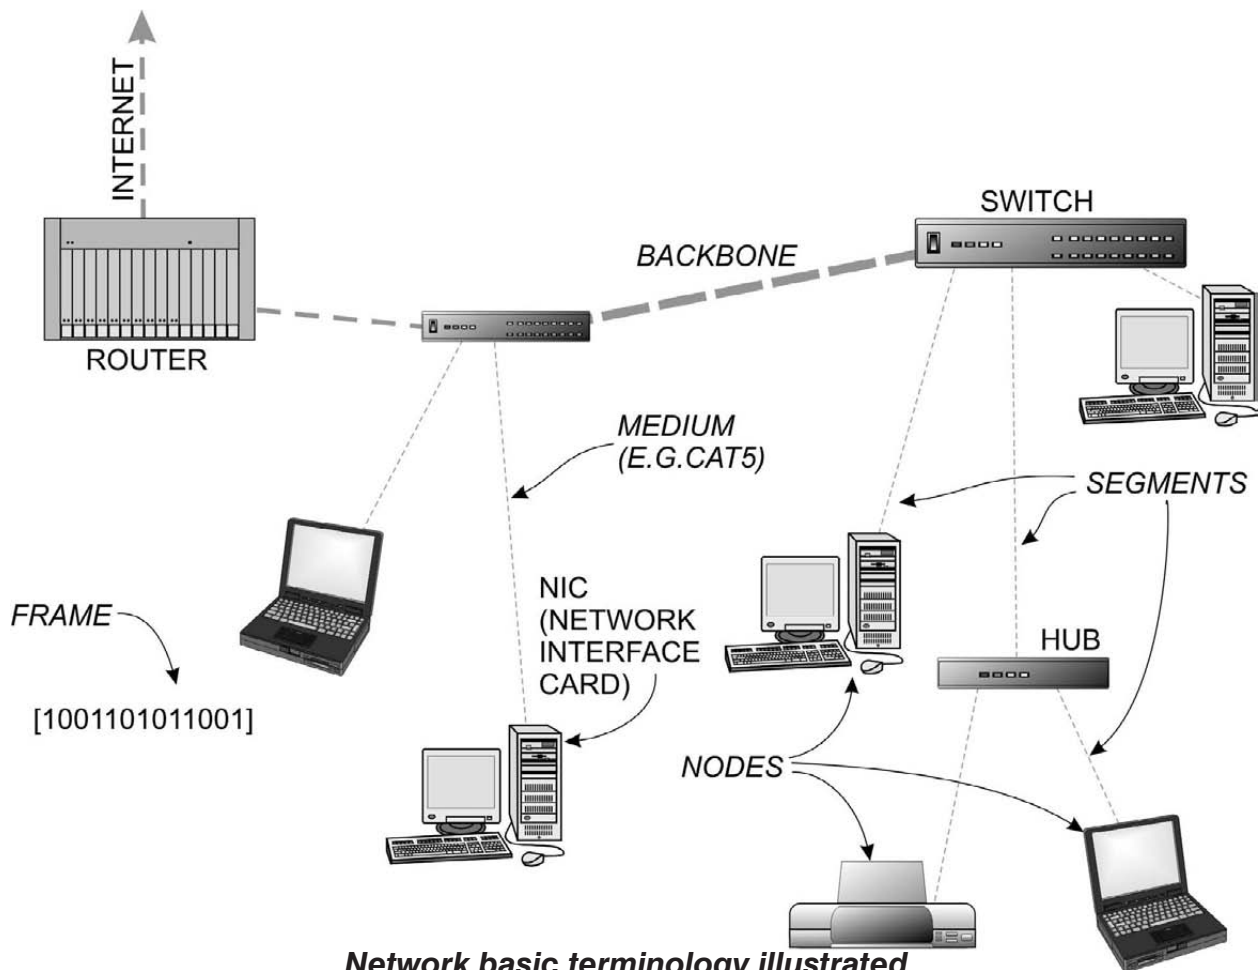 INTERNET
SWITCH
BACKBONE
ROUTER
MEDIUM
(E.G.CAT5)
SEGMENTS
NIC
(NETWORK
INTERFACE
CARD)
FRAME
HUB
[1001101011001]
NODES
Network basic terminology illustrated